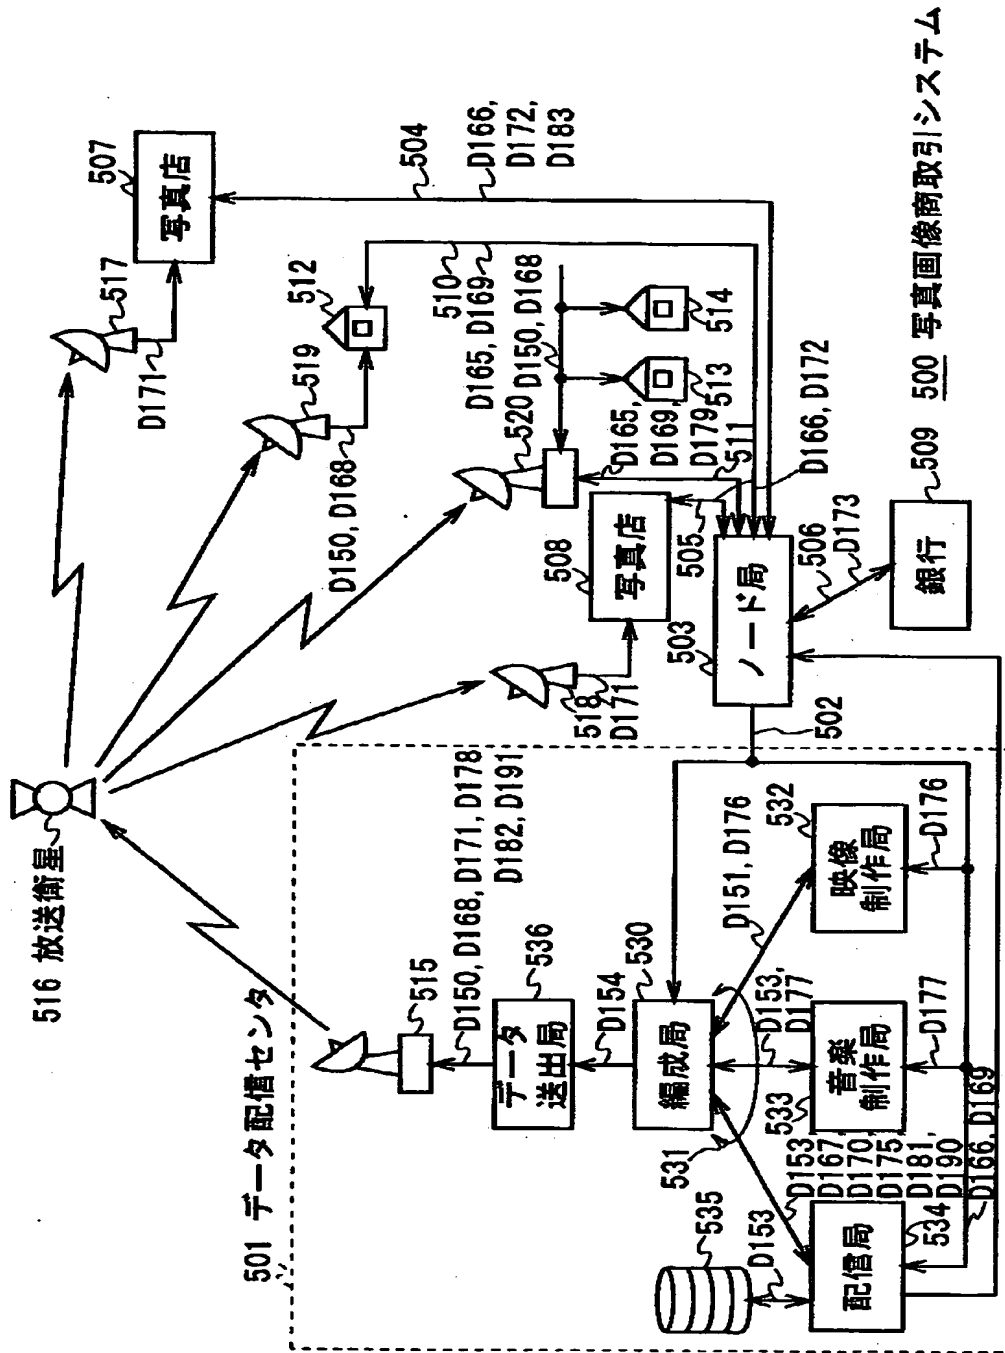 516 放送衛星
501 データ配信センタ
515
D150, D168, D171, D178
D182, D191
536
データ
送出局
D154
530
編成局
531
D151, D176
532
映像
制作局
D176
D153,
D177
533
音楽
制作局
D177
D153,
D167,
D170,
D175,
D181,
D190
D166, D169
535
D153
配信局
534
502
503
ノード局
518
D171
508
写真店
505
D166, D172
506
D173
509
銀行
520
D165,
D169,
D179
511
D150, D168
513
514
519
D150, D168
512
510
D165, D169
517
D171
507
写真店
504
D166,
D172,
D183
500 写真画像商取引システム